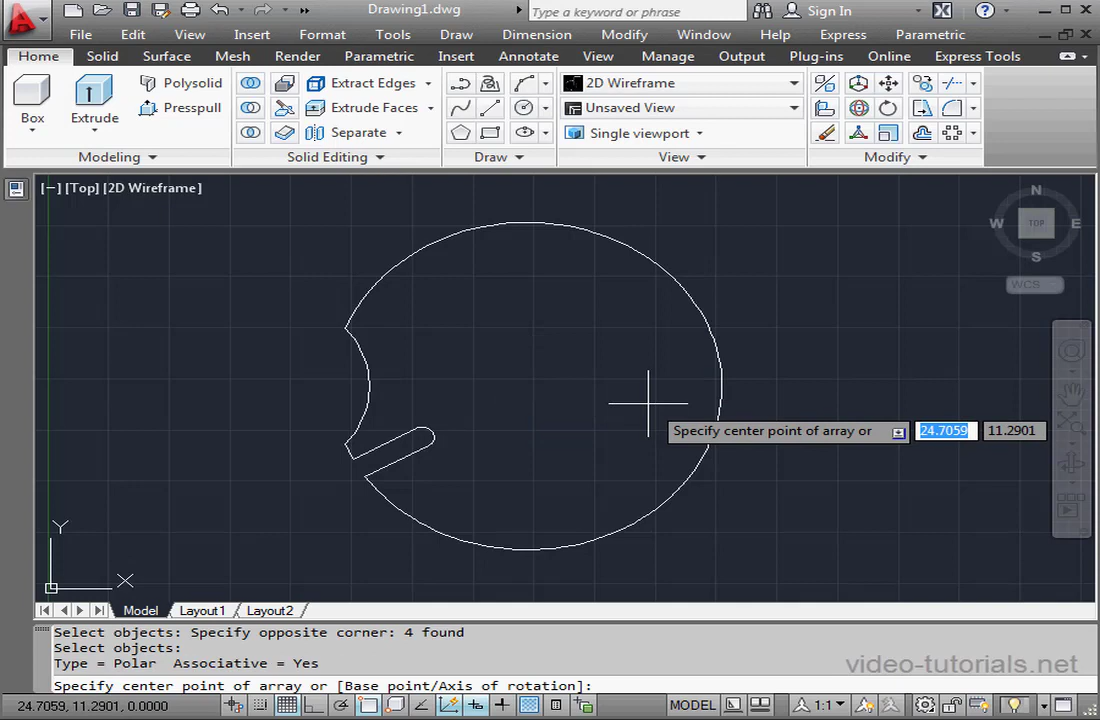 Drawing1.dwg
Type a keyword or phrase
Sign In
File Edit View Insert Format Tools Draw Dimension Modify Window Help Express Parametric
Home Solid Surface Mesh Render Parametric Insert Annotate View Manage Output Plug-ins Online Express Tools
Polysolid
Extract Edges
2D Wireframe
Presspull
Extrude Faces
Unsaved View
Box
Extrude
Separate
Single viewport
Modeling
Solid Editing
Draw
View
Modify
[−] [Top] [2D Wireframe]
N
W
TOP
E
S
WCS
Specify center point of array or
24.7059
11.2901
Y
X
Model Layout1 Layout2
Select objects: Specify opposite corner: 4 found
Select objects:
Type = Polar Associative = Yes
video-tutorials.net
Specify center point of array or [Base point/Axis of rotation]:
24.7059, 11.2901, 0.0000
MODEL
1:1